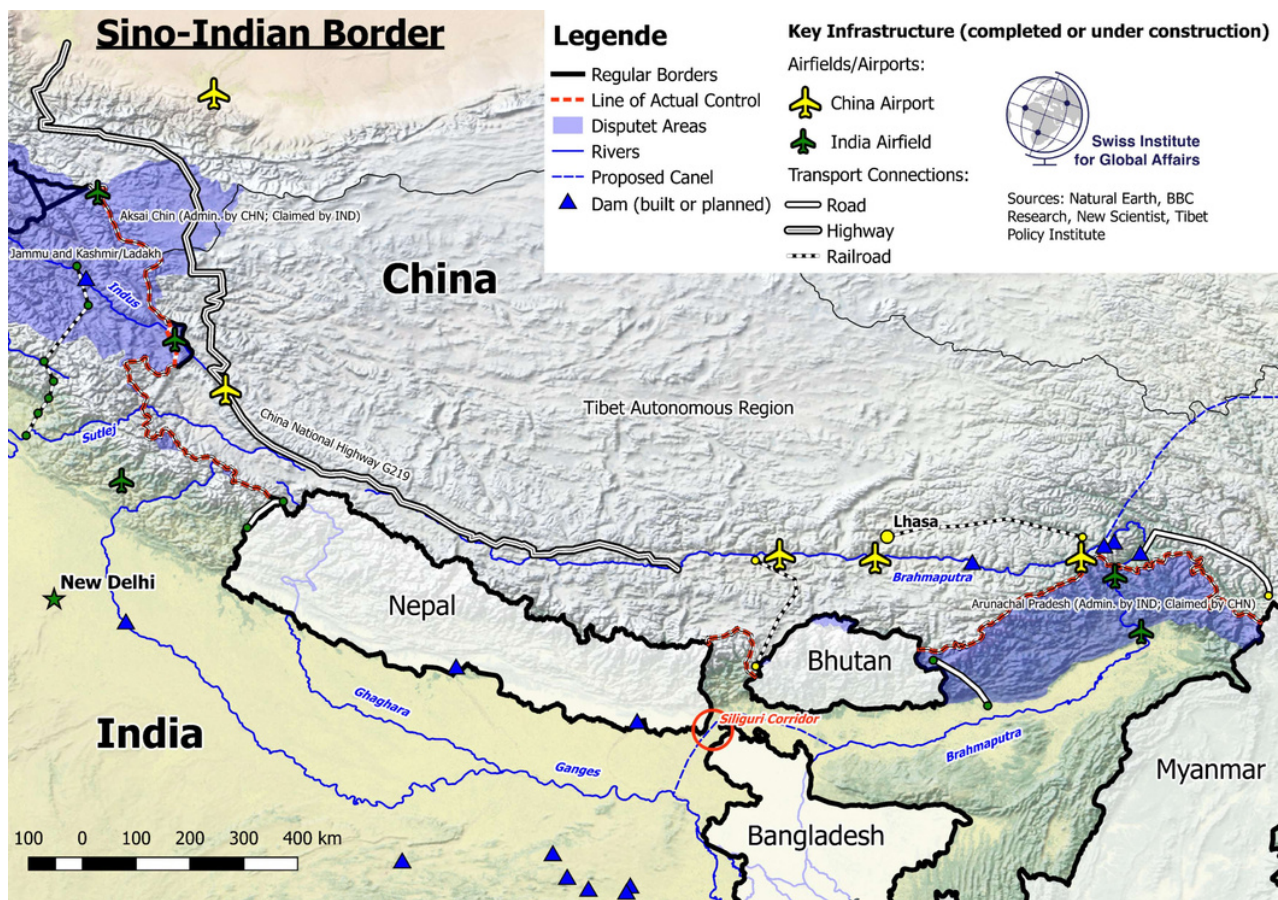 Sino-Indian Border
Legende
Regular Borders
Line of Actual Control
Disputet Areas
Rivers
Proposed Canel
Dam (built or planned)
Key Infrastructure (completed or under construction)
Airfields/Airports:
China Airport
India Airfield
Transport Connections:
Road
Highway
Railroad
Swiss Institute
for Global Affairs
Sources: Natural Earth, BBC
Research, New Scientist, Tibet
Policy Institute
Aksai Chin (Admin. by CHN; Claimed by IND)
Jammu and Kashmir/Ladakh
Indus
China
Tibet Autonomous Region
China National Highway G219
Sutlej
Lhasa
New Delhi
Brahmaputra
Arunachal Pradesh (Admin. by IND; Claimed by CHN)
Nepal
Bhutan
Ghaghara
Siliguri Corridor
India
Brahmaputra
Ganges
Myanmar
Bangladesh
100 0 100 200 300 400 km